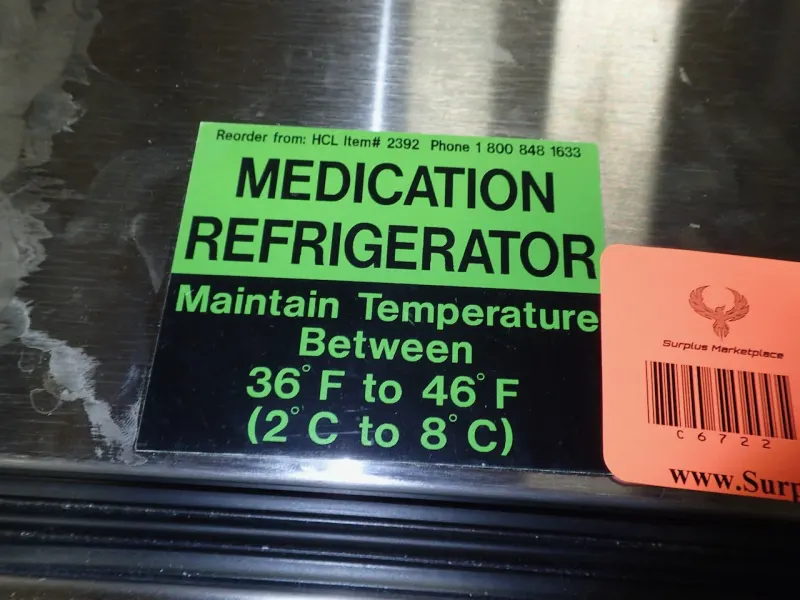 Reorder from: HCL Item# 2392 Phone 1 800 848 1633
MEDICATION
REFRIGERATOR
Maintain Temperature
Between
36° F to 46° F
(2° C to 8° C)
Surplus Marketplace
C6722
www.Surp